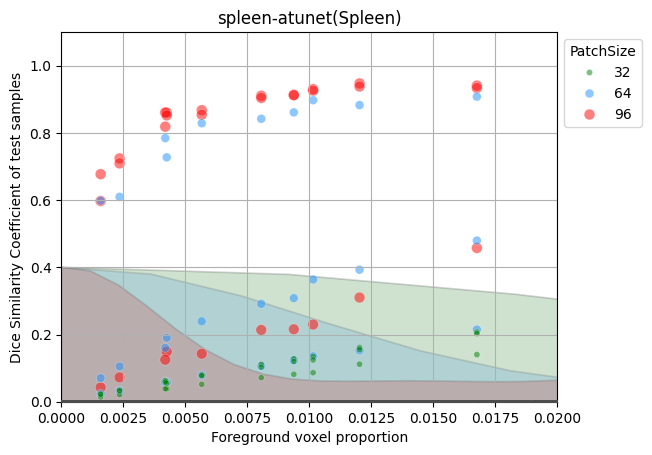 spleen-atunet(Spleen)
PatchSize
32
64
96
Dice Similarity Coefficient of test samples
1.0
0.8
0.6
0.4
0.2
0.0
0.0000 0.0025 0.0050 0.0075 0.0100 0.0125 0.0150 0.0175 0.0200
Foreground voxel proportion